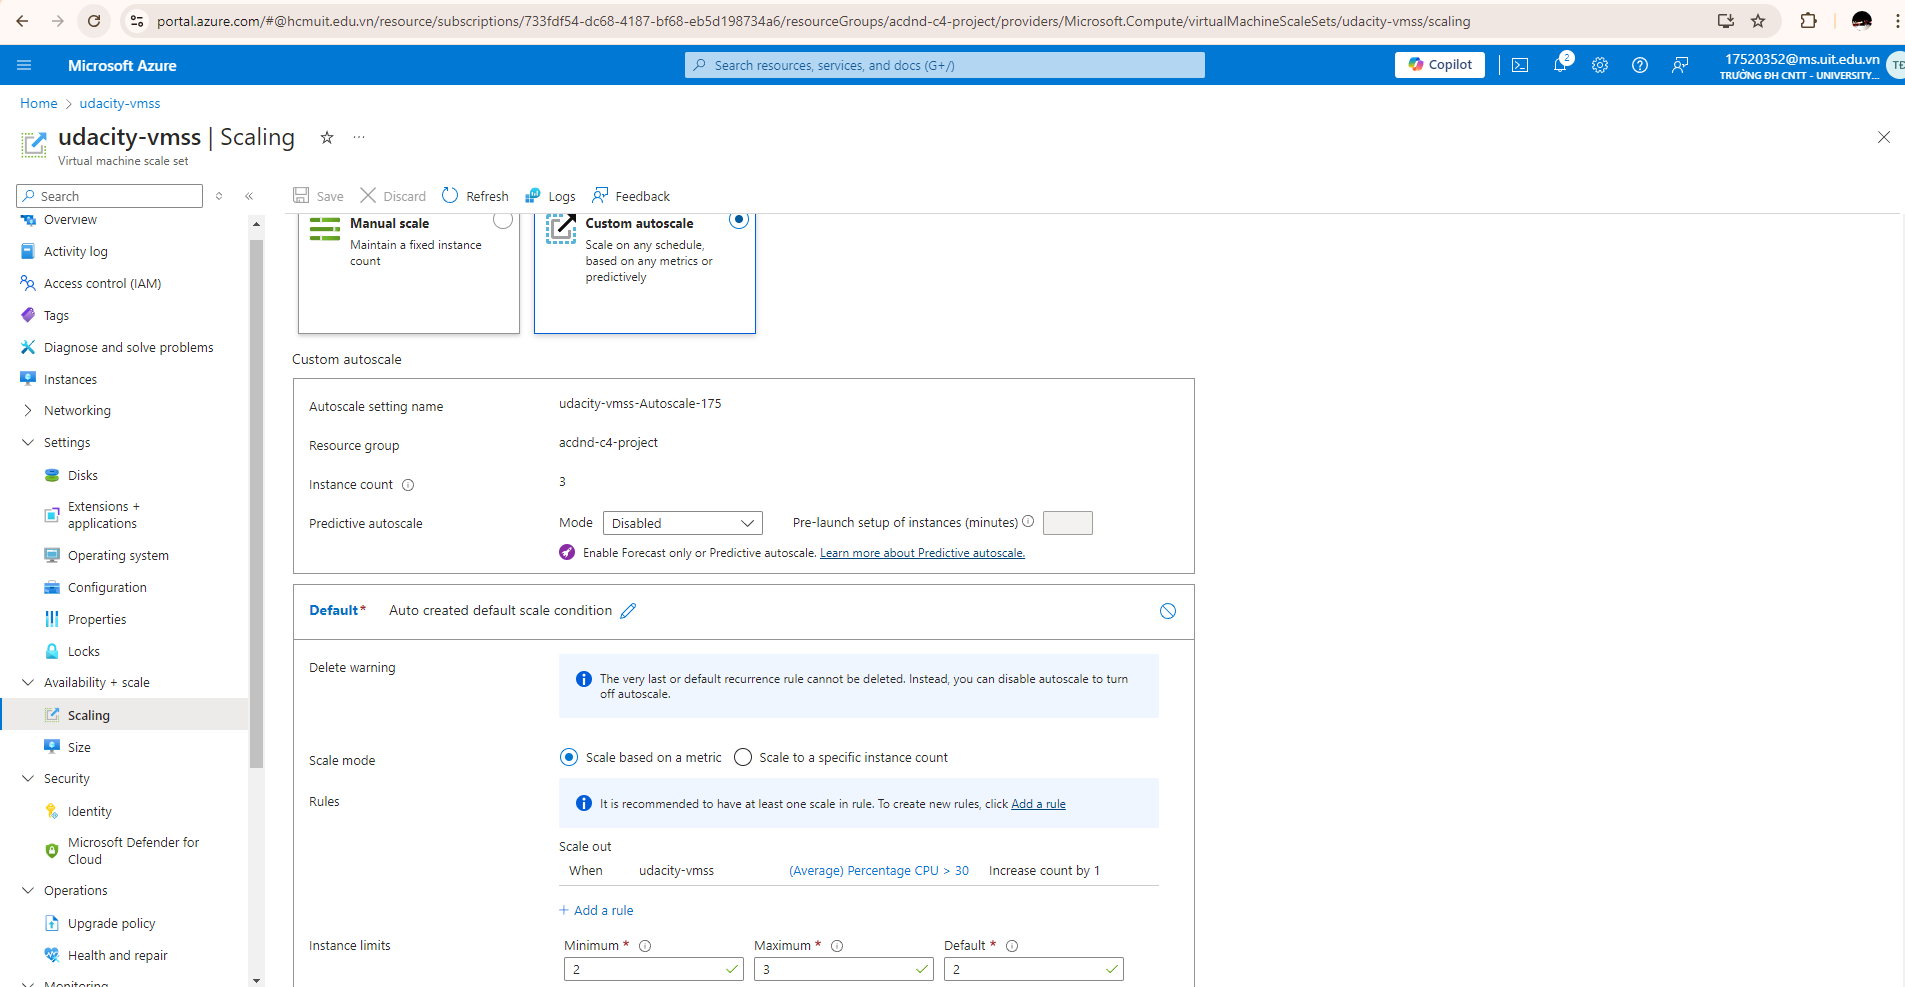 portal.azure.com/#@hcmuit.edu.vn/resource/subscriptions/733fdf54-dc68-4187-bf68-eb5d198734a6/resourceGroups/acdnd-c4-project/providers/Microsoft.Compute/virtualMachineScaleSets/udacity-vmss/scaling
Microsoft Azure
Search resources, services, and docs (G+/)
Copilot
2
17520352@ms.uit.edu.vn
TRƯỜNG ĐH CNTT - UNIVERSITY...
TĐ
Home > udacity-vmss
udacity-vmss | Scaling
Virtual machine scale set
Search
Save
Discard
Refresh
Logs
Feedback
Overview
Activity log
Access control (IAM)
Tags
Diagnose and solve problems
Instances
Networking
Settings
Disks
Extensions +
applications
Operating system
Configuration
Properties
Locks
Availability + scale
Scaling
Size
Security
Identity
Microsoft Defender for
Cloud
Operations
Upgrade policy
Health and repair
Monitoring
Manual scale
Maintain a fixed instance
count
Custom autoscale
Scale on any schedule,
based on any metrics or
predictively
Custom autoscale
Autoscale setting name
udacity-vmss-Autoscale-175
Resource group
acdnd-c4-project
Instance count
3
Predictive autoscale
Mode
Disabled
Pre-launch setup of instances (minutes)
Enable Forecast only or Predictive autoscale. Learn more about Predictive autoscale.
Default*
Auto created default scale condition
Delete warning
The very last or default recurrence rule cannot be deleted. Instead, you can disable autoscale to turn
off autoscale.
Scale mode
Scale based on a metric
Scale to a specific instance count
Rules
It is recommended to have at least one scale in rule. To create new rules, click Add a rule
Scale out
When
udacity-vmss
(Average) Percentage CPU > 30
Increase count by 1
+ Add a rule
Instance limits
Minimum *
Maximum *
Default *
2
3
2